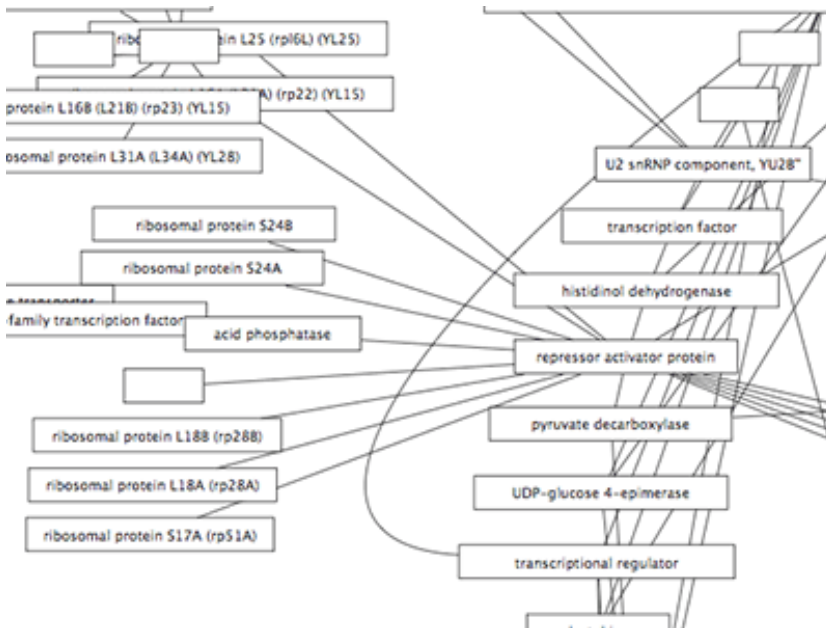 protein L25 (rpl6L) (YL25)
(rp22) (YL15)
protein L16B (L21B) (rp23) (YL15)
osomal protein L31A (L34A) (YL28)
U2 snRNP component, YU2B"
ribosomal protein S24B
transcription factor
ribosomal protein S24A
histidinol dehydrogenase
-family transcription factor
acid phosphatase
repressor activator protein
pyruvate decarboxylase
ribosomal protein L18B (rp28B)
ribosomal protein L18A (rp28A)
UDP-glucose 4-epimerase
ribosomal protein S17A (rp51A)
transcriptional regulator